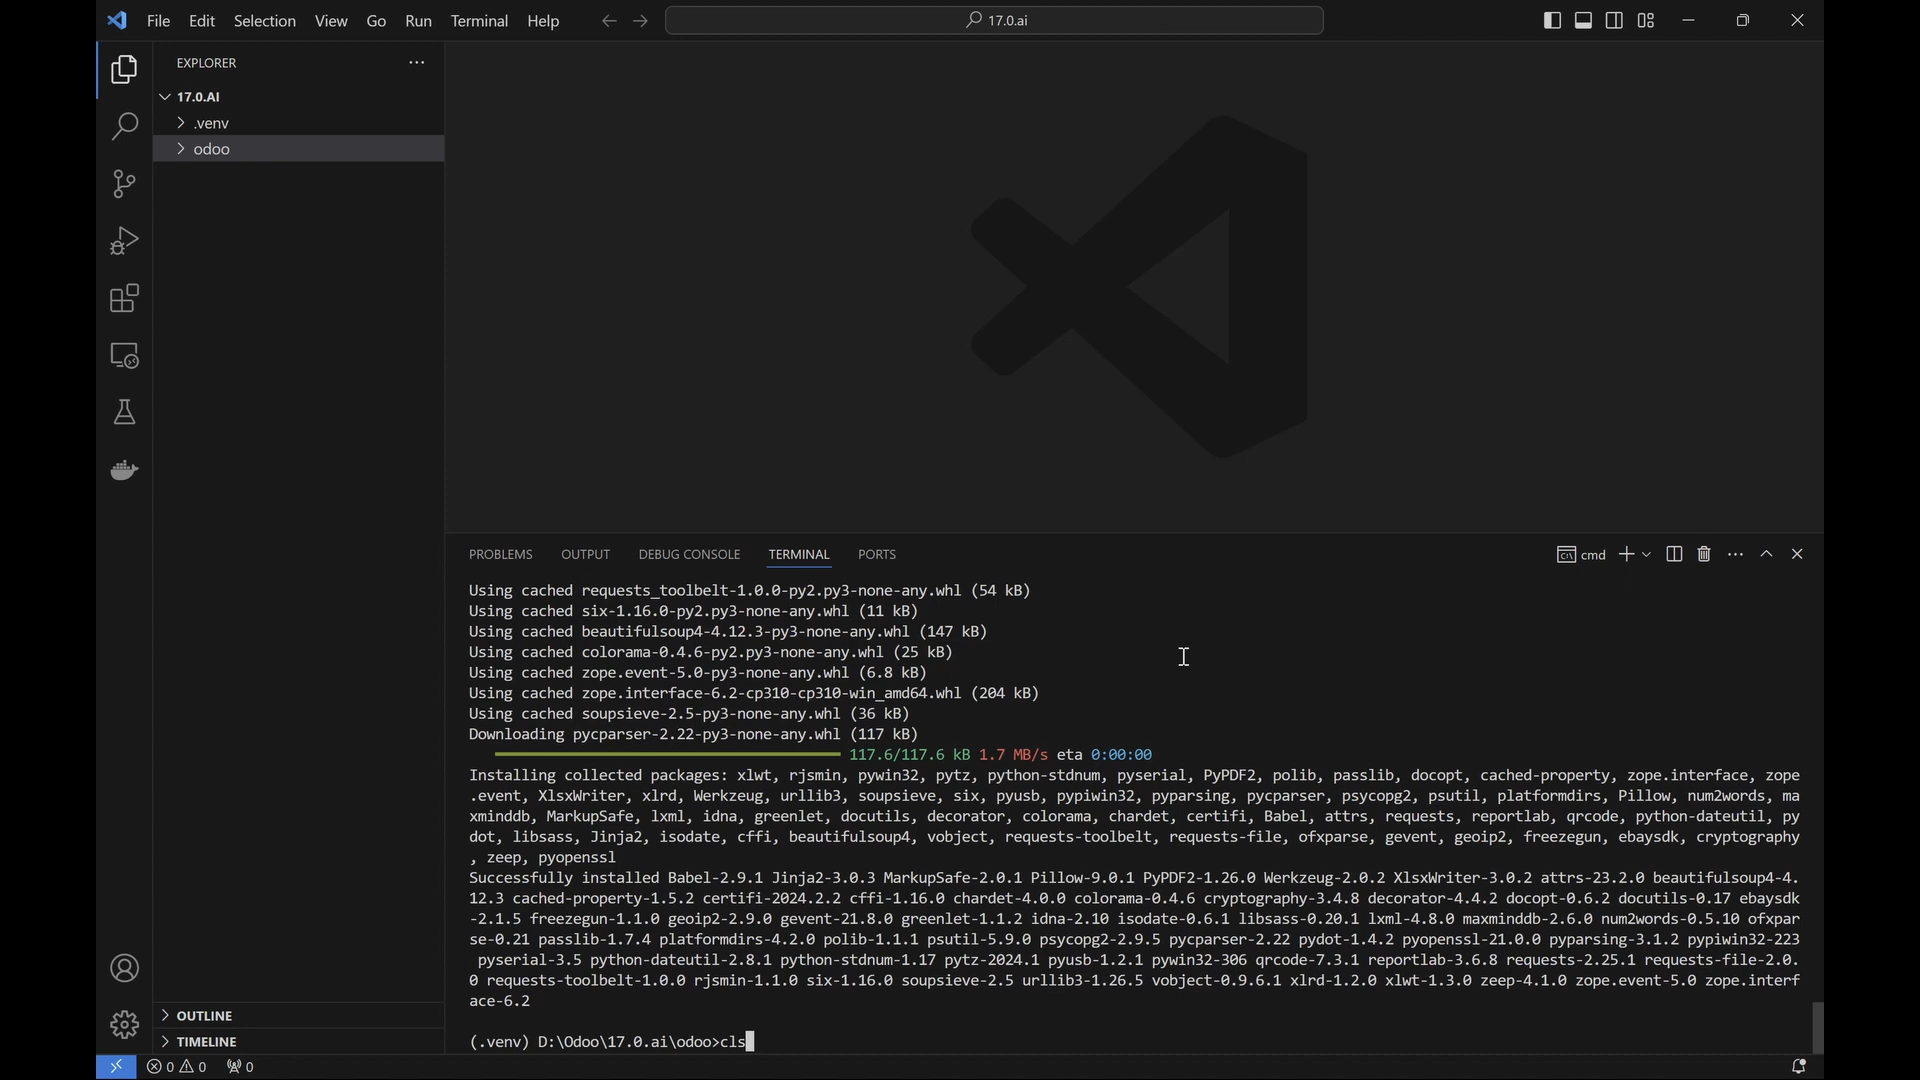 File Edit Selection View Go Run Terminal Help
17.0.ai
EXPLORER
17.0.AI
.venv
odoo
PROBLEMS OUTPUT DEBUG CONSOLE TERMINAL PORTS
cmd
Using cached requests_toolbelt-1.0.0-py2.py3-none-any.whl (54 kB)
Using cached six-1.16.0-py2.py3-none-any.whl (11 kB)
Using cached beautifulsoup4-4.12.3-py3-none-any.whl (147 kB)
Using cached colorama-0.4.6-py2.py3-none-any.whl (25 kB)
Using cached zope.event-5.0-py3-none-any.whl (6.8 kB)
Using cached zope.interface-6.2-cp310-cp310-win_amd64.whl (204 kB)
Using cached soupsieve-2.5-py3-none-any.whl (36 kB)
Downloading pycparser-2.22-py3-none-any.whl (117 kB)
117.6/117.6 kB 1.7 MB/s eta 0:00:00
Installing collected packages: xlwt, rjsmin, pywin32, pytz, python-stdnum, pyserial, PyPDF2, polib, passlib, docopt, cached-property, zope.interface, zope
.event, XlsxWriter, xlrd, Werkzeug, urllib3, soupsieve, six, pyusb, pypiwin32, pyparsing, pycparser, psycopg2, psutil, platformdirs, Pillow, num2words, ma
xminddb, MarkupSafe, lxml, idna, greenlet, docutils, decorator, colorama, chardet, certifi, Babel, attrs, requests, reportlab, qrcode, python-dateutil, py
dot, libsass, Jinja2, isodate, cffi, beautifulsoup4, vobject, requests-toolbelt, requests-file, ofxparse, gevent, geoip2, freezegun, ebaysdk, cryptography
, zeep, pyopenssl
Successfully installed Babel-2.9.1 Jinja2-3.0.3 MarkupSafe-2.0.1 Pillow-9.0.1 PyPDF2-1.26.0 Werkzeug-2.0.2 XlsxWriter-3.0.2 attrs-23.2.0 beautifulsoup4-4.
12.3 cached-property-1.5.2 certifi-2024.2.2 cffi-1.16.0 chardet-4.0.0 colorama-0.4.6 cryptography-3.4.8 decorator-4.4.2 docopt-0.6.2 docutils-0.17 ebaysdk
-2.1.5 freezegun-1.1.0 geoip2-2.9.0 gevent-21.8.0 greenlet-1.1.2 idna-2.10 isodate-0.6.1 libsass-0.20.1 lxml-4.8.0 maxminddb-2.6.0 num2words-0.5.10 ofxpar
se-0.21 passlib-1.7.4 platformdirs-4.2.0 polib-1.1.1 psutil-5.9.0 psycopg2-2.9.5 pycparser-2.22 pydot-1.4.2 pyopenssl-21.0.0 pyparsing-3.1.2 pypiwin32-223
pyserial-3.5 python-dateutil-2.8.1 python-stdnum-1.17 pytz-2024.1 pyusb-1.2.1 pywin32-306 qrcode-7.3.1 reportlab-3.6.8 requests-2.25.1 requests-file-2.0.
0 requests-toolbelt-1.0.0 rjsmin-1.1.0 six-1.16.0 soupsieve-2.5 urllib3-1.26.5 vobject-0.9.6.1 xlrd-1.2.0 xlwt-1.3.0 zeep-4.1.0 zope.event-5.0 zope.interf
ace-6.2
(.venv) D:\Odoo\17.0.ai\odoo>cls
OUTLINE
TIMELINE
0 0 0